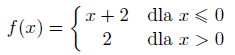 f(x) = { x + 2 dla x ⩽ 0
2 dla x > 0